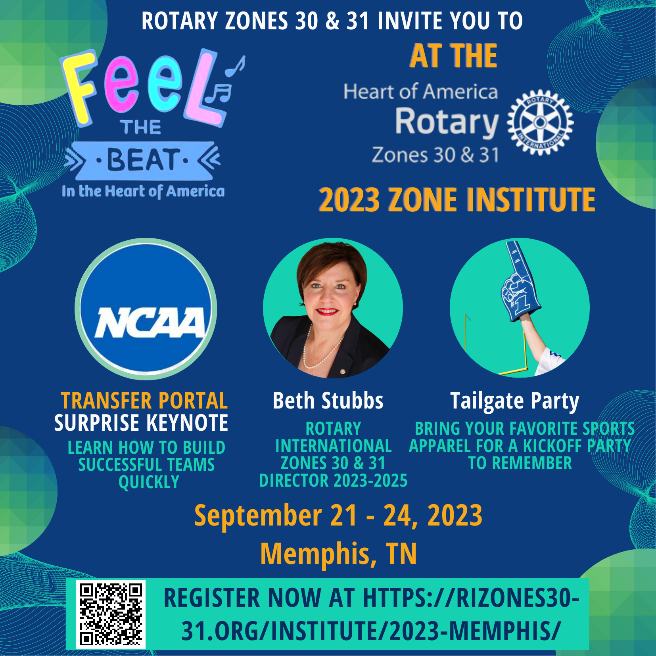 ROTARY ZONES 30 & 31 INVITE YOU TO
FeeL
THE
·BEAT·
In the Heart of America
AT THE
Heart of America
Rotary
Zones 30 & 31
ROTARY
INTERNATIONAL
2023 ZONE INSTITUTE
NCAA
TRANSFER PORTAL
SURPRISE KEYNOTE
LEARN HOW TO BUILD
SUCCESSFUL TEAMS
QUICKLY
Beth Stubbs
ROTARY
INTERNATIONAL
ZONES 30 & 31
DIRECTOR 2023-2025
1
Tailgate Party
BRING YOUR FAVORITE SPORTS
APPAREL FOR A KICKOFF PARTY
TO REMEMBER
September 21 - 24, 2023
Memphis, TN
REGISTER NOW AT HTTPS://RIZONES30-
31.ORG/INSTITUTE/2023-MEMPHIS/